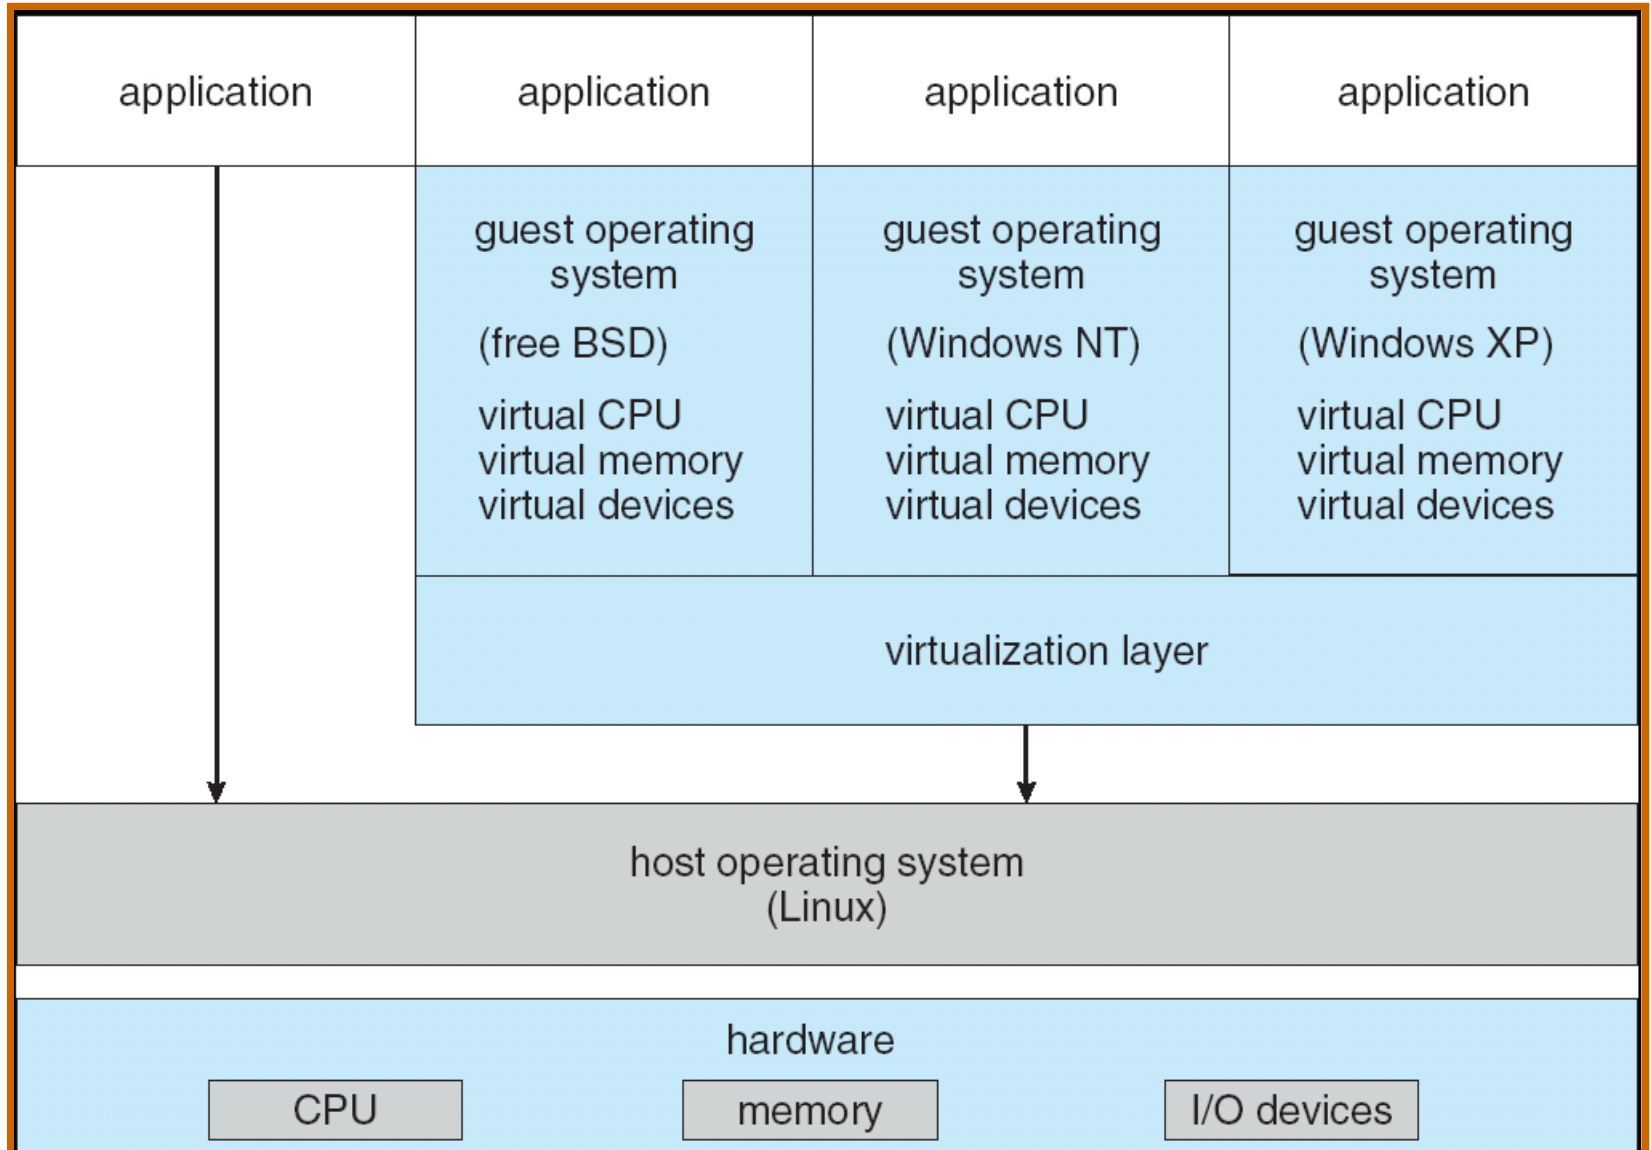 application
application
application
application
guest operating
system
(free BSD)
virtual CPU
virtual memory
virtual devices
guest operating
system
(Windows NT)
virtual CPU
virtual memory
virtual devices
guest operating
system
(Windows XP)
virtual CPU
virtual memory
virtual devices
virtualization layer
host operating system
(Linux)
hardware
CPU
memory
I/O devices